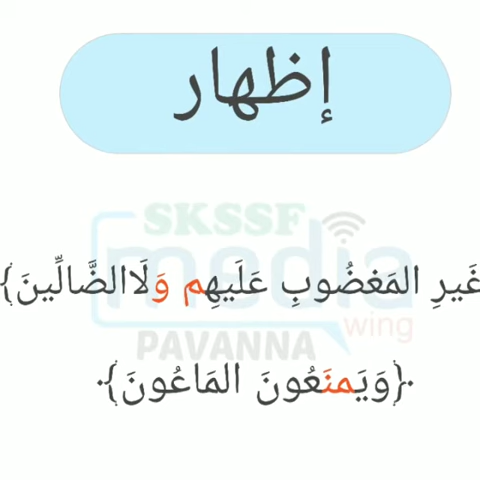 إظهار
SKSSF
media
غَيرِ المَغضُوبِ عَلَيهِم وَلَاالضَّالِّينَ﴾
wing
PAVANNA
﴿وَيَمنَعُونَ المَاعُونَ﴾